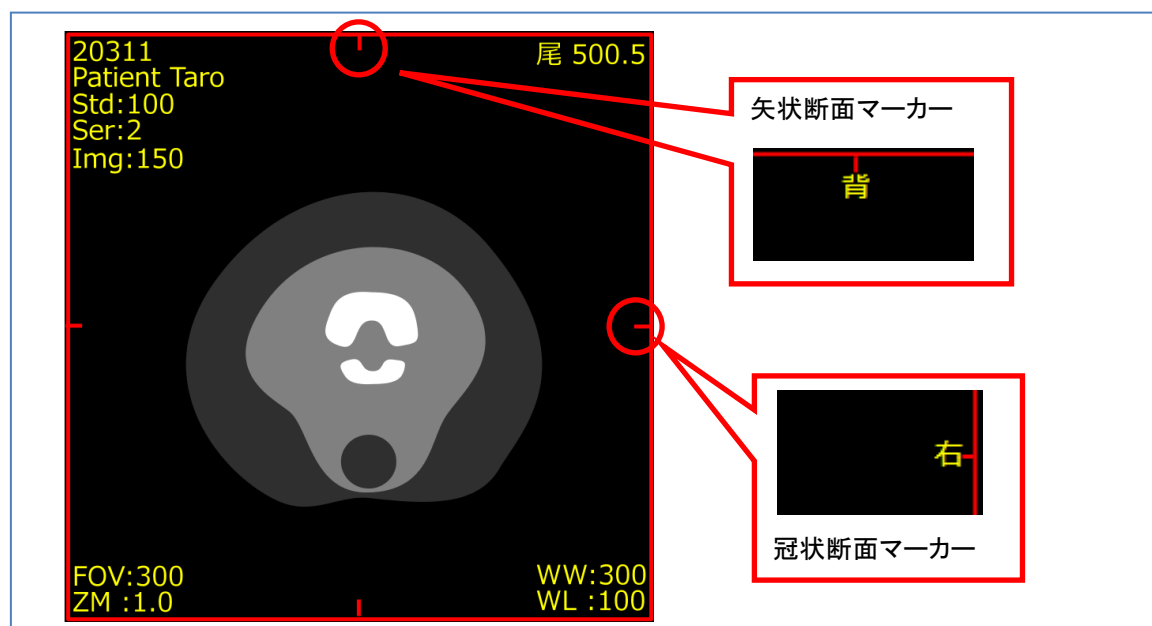 20311
Patient Taro
Std:100
Ser:2
Img:150
尾 500.5
矢状断面マーカー
背
右
冠状断面マーカー
FOV:300
ZM :1.0
WW:300
WL :100